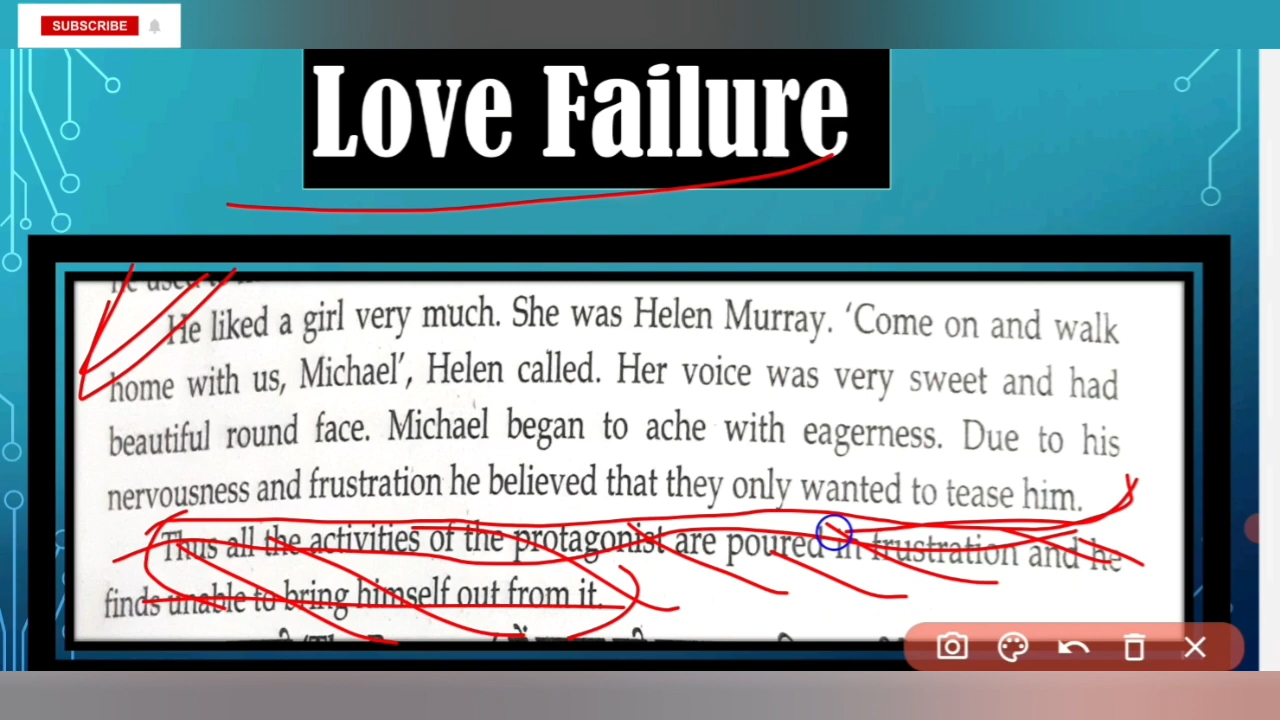 SUBSCRIBE
Love Failure
he used
He liked a girl very much. She was Helen Murray. ‘Come on and walk
home with us, Michael’, Helen called. Her voice was very sweet and had
beautiful round face. Michael began to ache with eagerness. Due to his
nervousness and frustration he believed that they only wanted to tease him.
Thus all the activities of the protagonist are poured in frustration and he
finds unable to bring himself out from it.